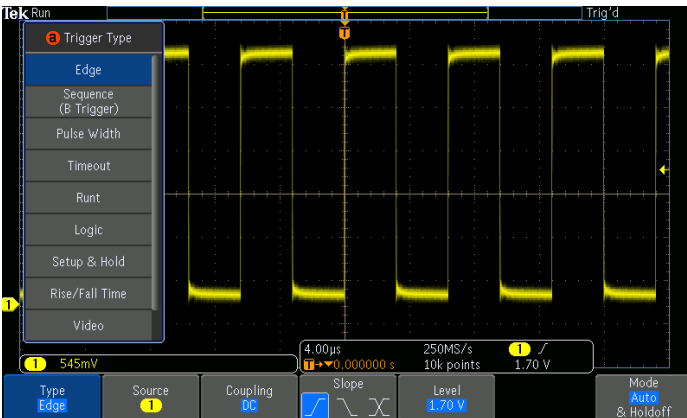 Tek Run Trig'd
T
T
a Trigger Type
Edge
Sequence
(B Trigger)
Pulse Width
Timeout
Runt
Logic
Setup & Hold
Rise/Fall Time
Video
1
1 545mV
4.00µs 250MS/s 1
T→▼0.000000 s 10k points 1.70 V
Type
Edge
Source
1
Coupling
DC
Slope
Level
1.70 V
Mode
Auto
& Holdoff